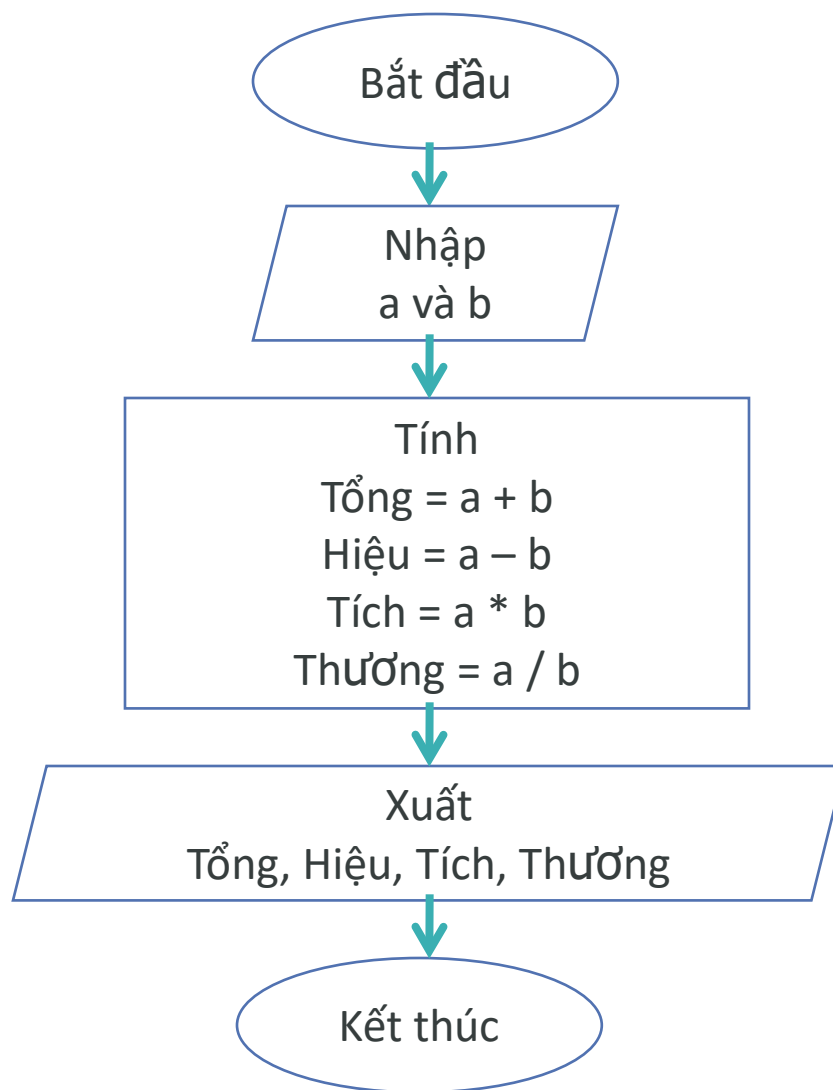 Bắt đầu
Nhập
a và b
Tính
Tổng = a + b
Hiệu = a – b
Tích = a * b
Thương = a / b
Xuất
Tổng, Hiệu, Tích, Thương
Kết thúc